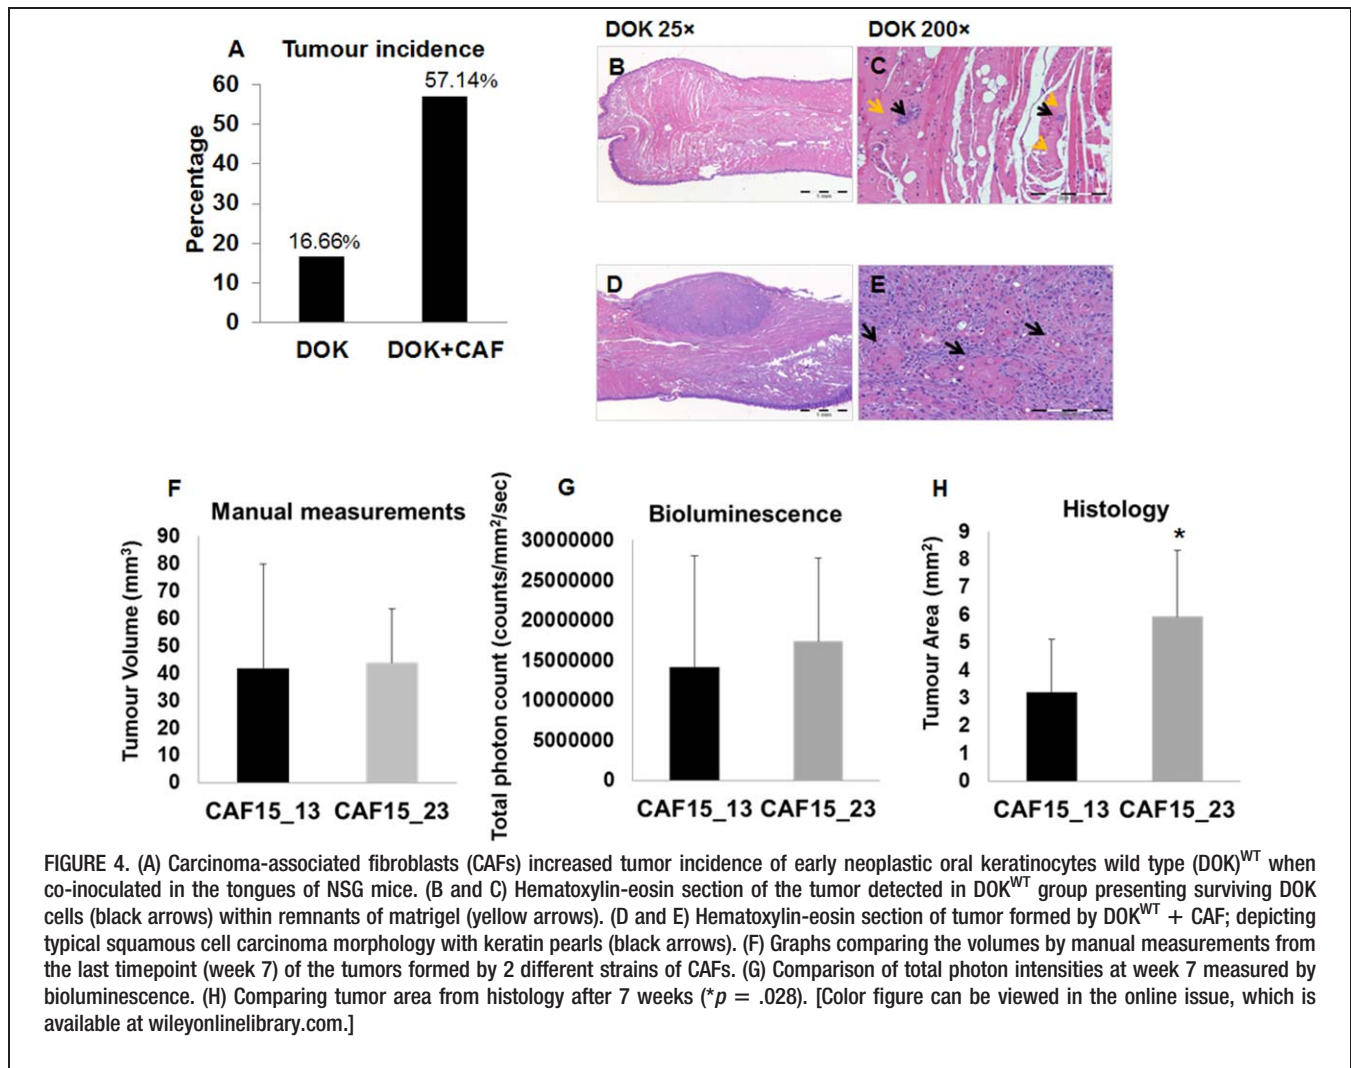 A Tumour incidence
Percentage
60
50
40
30
20
10
0
16.66%
57.14%
DOK DOK+CAF
DOK 25× DOK 200×
B
1 mm
C
D
1 mm
E
F
Manual measurements
Tumour Volume (mm³)
90
80
70
60
50
40
30
20
10
0
CAF15_13 CAF15_23
G
Bioluminescence
Total photon count (counts/mm²/sec)
30000000
25000000
20000000
15000000
10000000
5000000
0
CAF15_13 CAF15_23
H
Histology
Tumour Area (mm²)
9
8
7
6
5
4
3
2
1
0
*
CAF15_13 CAF15_23
FIGURE 4. (A) Carcinoma-associated fibroblasts (CAFs) increased tumor incidence of early neoplastic oral keratinocytes wild type (DOK)ᵂᵀ when
co-inoculated in the tongues of NSG mice. (B and C) Hematoxylin-eosin section of the tumor detected in DOKᵂᵀ group presenting surviving DOK
cells (black arrows) within remnants of matrigel (yellow arrows). (D and E) Hematoxylin-eosin section of tumor formed by DOKᵂᵀ + CAF; depicting
typical squamous cell carcinoma morphology with keratin pearls (black arrows). (F) Graphs comparing the volumes by manual measurements from
the last timepoint (week 7) of the tumors formed by 2 different strains of CAFs. (G) Comparison of total photon intensities at week 7 measured by
bioluminescence. (H) Comparing tumor area from histology after 7 weeks (*p = .028). [Color figure can be viewed in the online issue, which is
available at wileyonlinelibrary.com.]